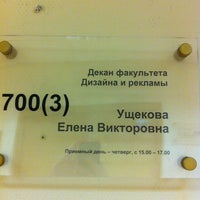 Декан факультета
Дизайна и рекламы
700(3)
Ущекова
Елена Викторовна
Приемный день – четверг, с 15.00 – 17.00